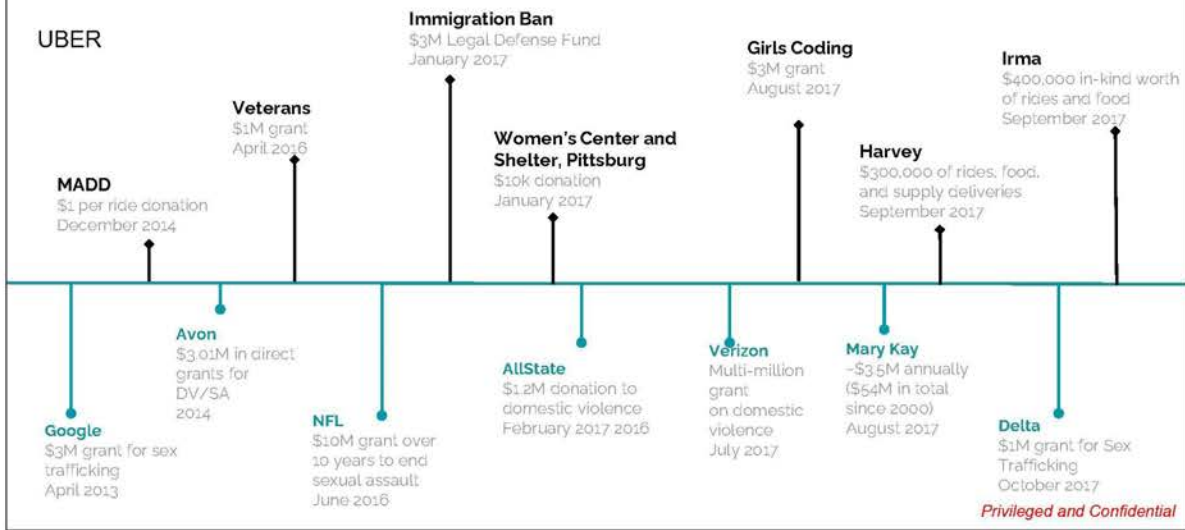 UBER
Immigration Ban
$3M Legal Defense Fund
January 2017
Girls Coding
$3M grant
August 2017
Irma
$400,000 in-kind worth
of rides and food
September 2017
Veterans
$1M grant
April 2016
Women's Center and
Shelter, Pittsburg
$10k donation
January 2017
Harvey
$300,000 of rides, food,
and supply deliveries
September 2017
MADD
$1 per ride donation
December 2014
Google
$3M grant for sex
trafficking
April 2013
Avon
$3.01M in direct
grants for
DV/SA
2014
NFL
$10M grant over
10 years to end
sexual assault
June 2016
AllState
$1.2M donation to
domestic violence
February 2017 2016
Verizon
Multi-million
grant
on domestic
violence
July 2017
Mary Kay
~$3.5M annually
($54M in total
since 2000)
August 2017
Delta
$1M grant for Sex
Trafficking
October 2017
Privileged and Confidential